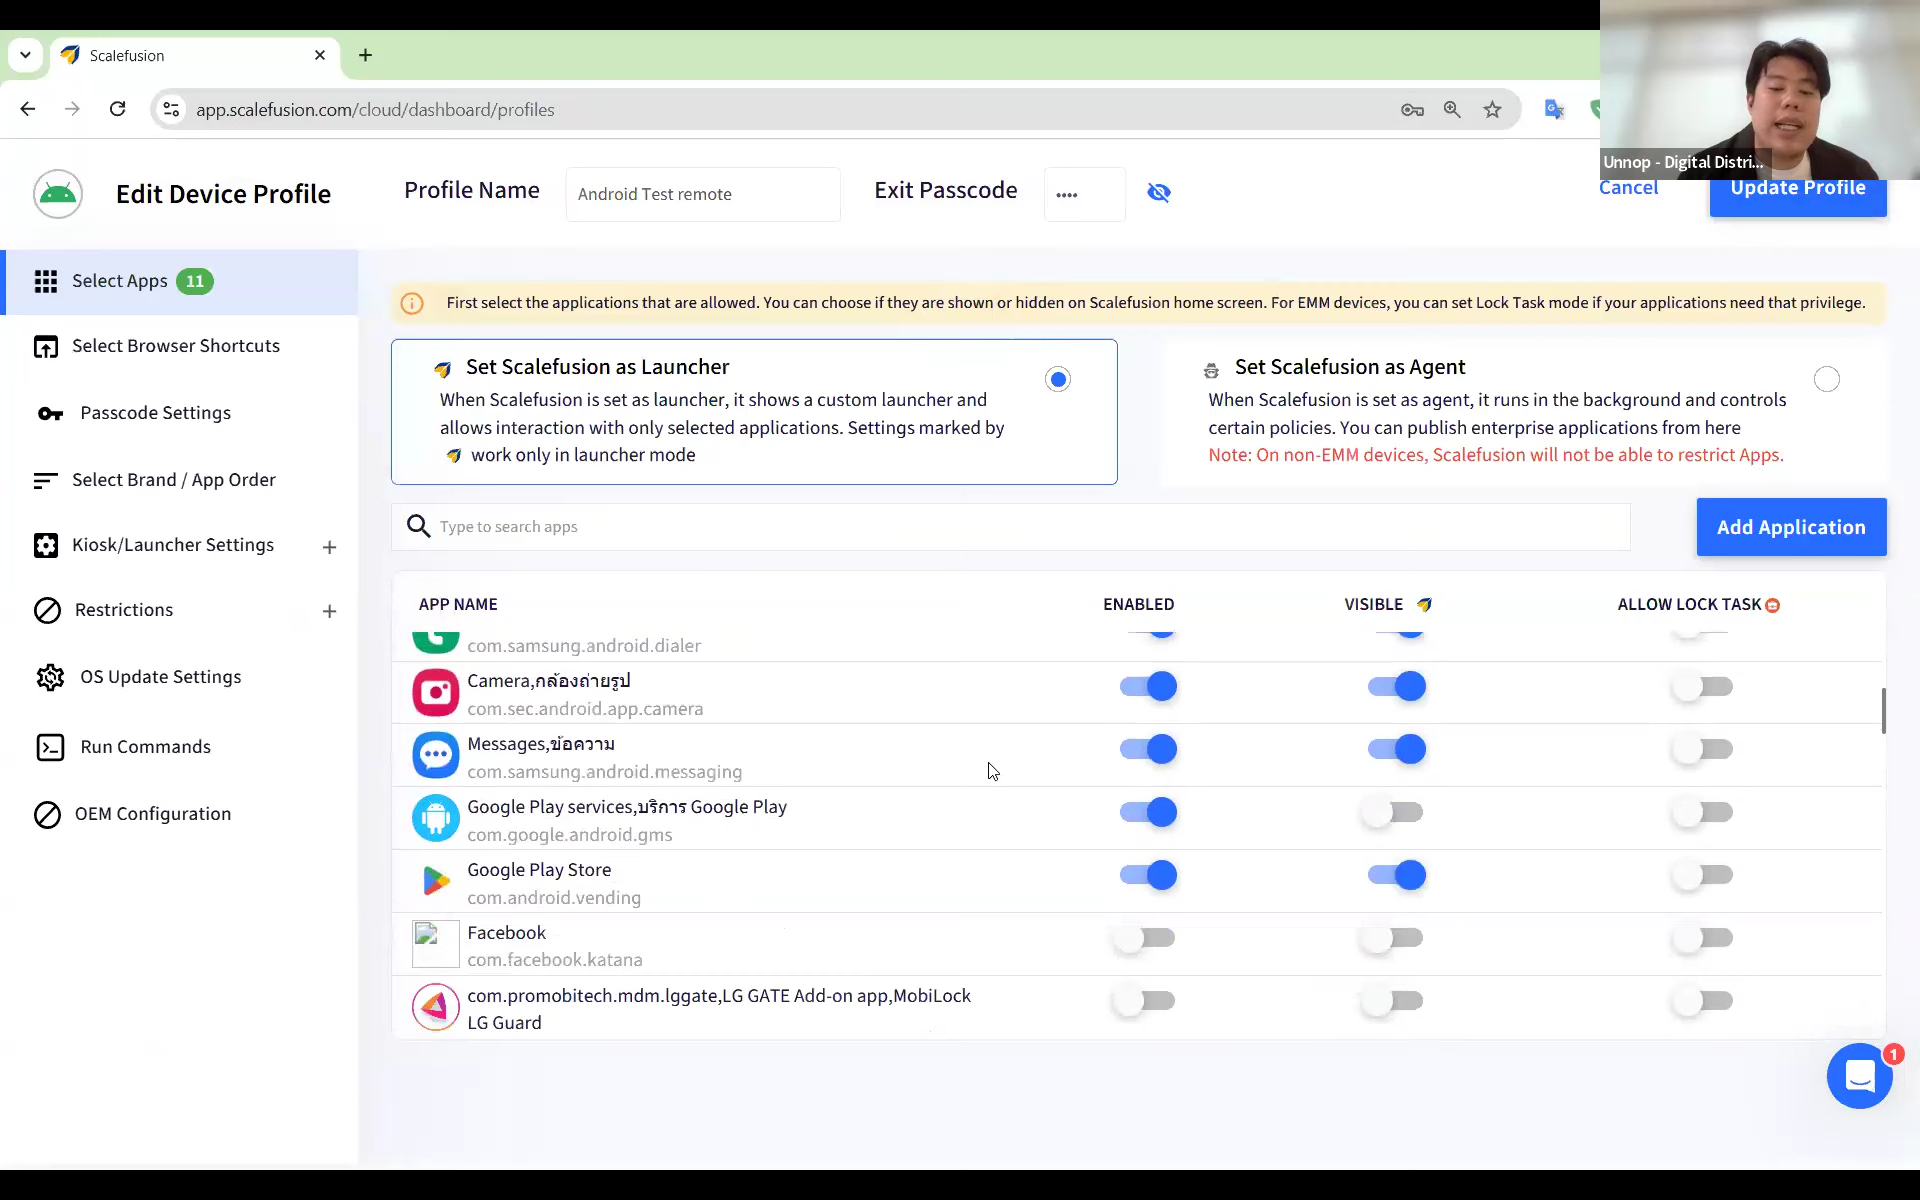 Scalefusion
app.scalefusion.com/cloud/dashboard/profiles
Unnop - Digital Distri...
Edit Device Profile
Profile Name
Android Test remote
Exit Passcode
••••
Cancel
Update Profile
Select Apps 11
Select Browser Shortcuts
Passcode Settings
Select Brand / App Order
Kiosk/Launcher Settings +
Restrictions +
OS Update Settings
Run Commands
OEM Configuration
First select the applications that are allowed. You can choose if they are shown or hidden on Scalefusion home screen. For EMM devices, you can set Lock Task mode if your applications need that privilege.
Set Scalefusion as Launcher
When Scalefusion is set as launcher, it shows a custom launcher and
allows interaction with only selected applications. Settings marked by
work only in launcher mode
Set Scalefusion as Agent
When Scalefusion is set as agent, it runs in the background and controls
certain policies. You can publish enterprise applications from here
Note: On non-EMM devices, Scalefusion will not be able to restrict Apps.
Type to search apps
Add Application
APP NAME ENABLED VISIBLE ALLOW LOCK TASK
com.samsung.android.dialer
Camera,กล้องถ่ายรูป
com.sec.android.app.camera
Messages,ข้อความ
com.samsung.android.messaging
Google Play services,บริการ Google Play
com.google.android.gms
Google Play Store
com.android.vending
Facebook
com.facebook.katana
com.promobitech.mdm.lggate,LG GATE Add-on app,MobiLock
LG Guard
1